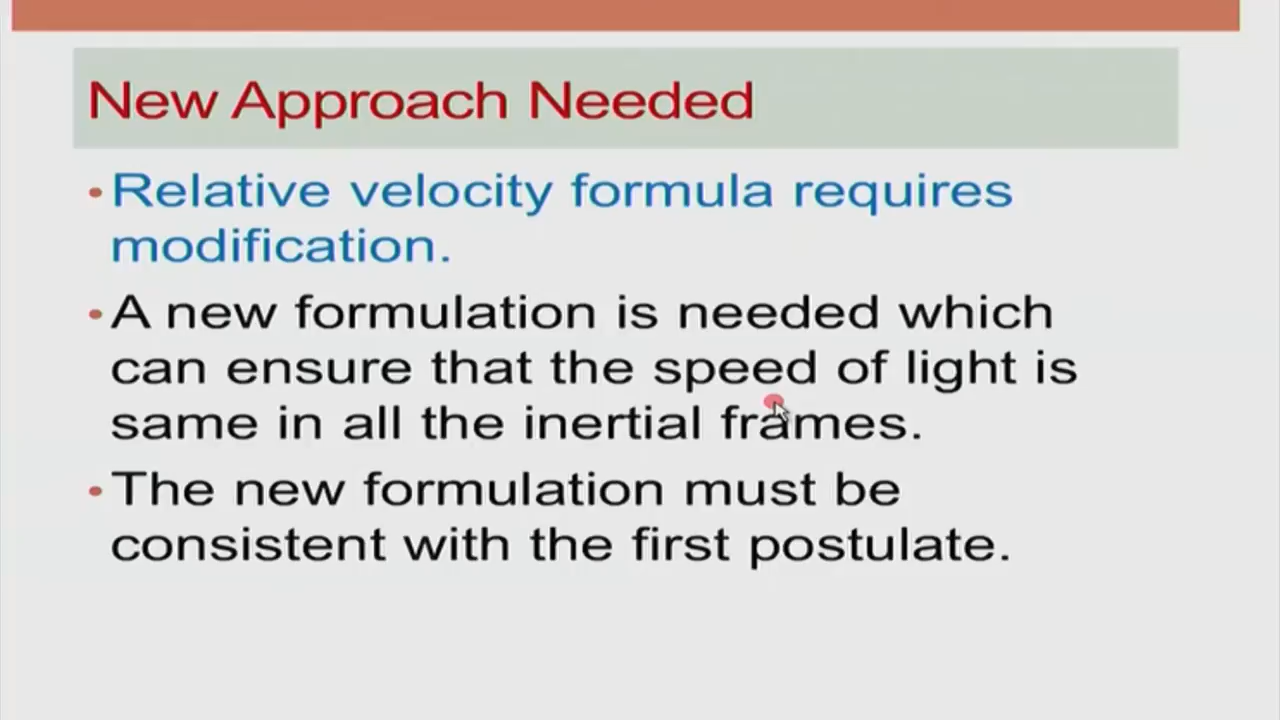 New Approach Needed
• Relative velocity formula requires
modification.
• A new formulation is needed which
can ensure that the speed of light is
same in all the inertial frames.
• The new formulation must be
consistent with the first postulate.